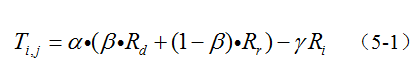 T_{i,j} = α•(β•R_d + (1−β)•R_r) − γR_i （5-1）